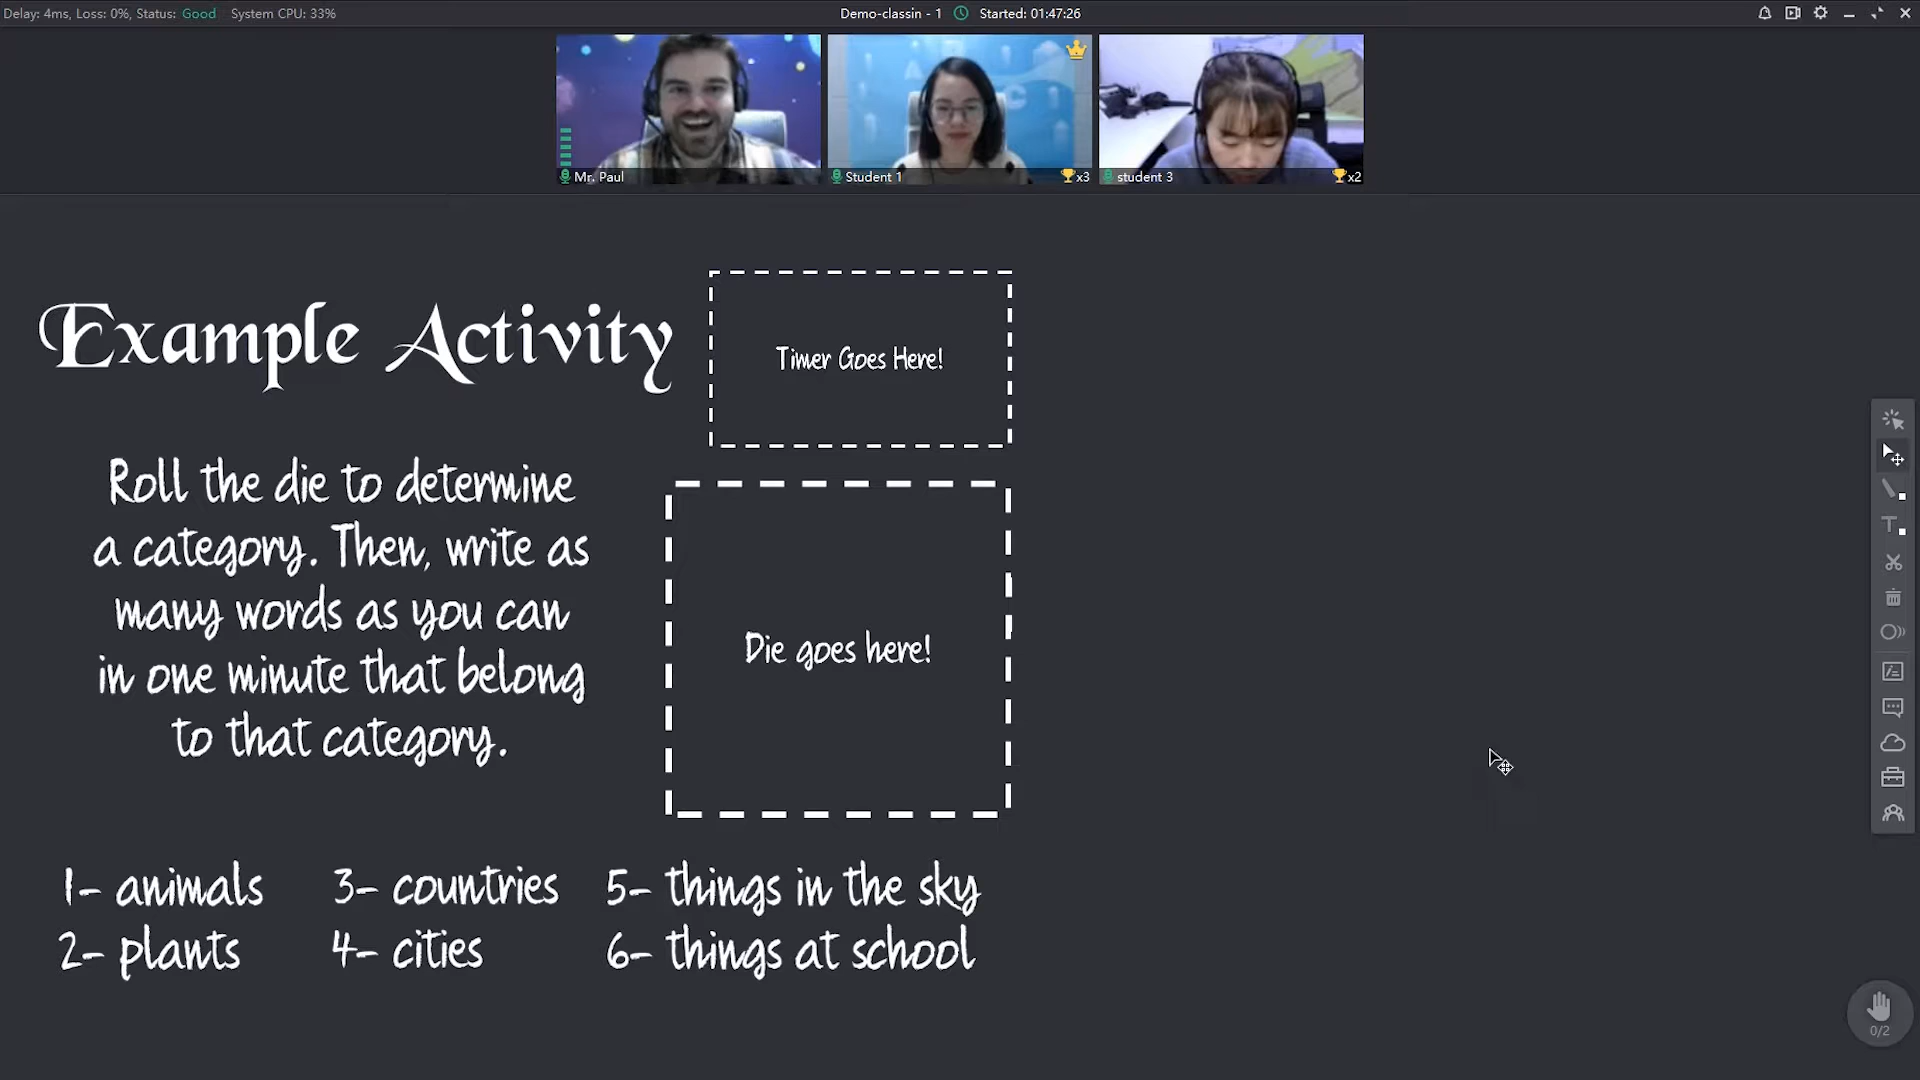 Delay: 4ms, Loss: 0%, Status: Good System CPU: 33%
Demo-classin - 1 Started: 01:47:26
Mr. Paul
Student 1 x3
student 3 x2
Example Activity
Timer Goes Here!
Roll the die to determine
a category. Then, write as
many words as you can
in one minute that belong
to that category.
Die goes here!
1- animals 3- countries 5- things in the sky
2- plants 4- cities 6- things at school
0/2